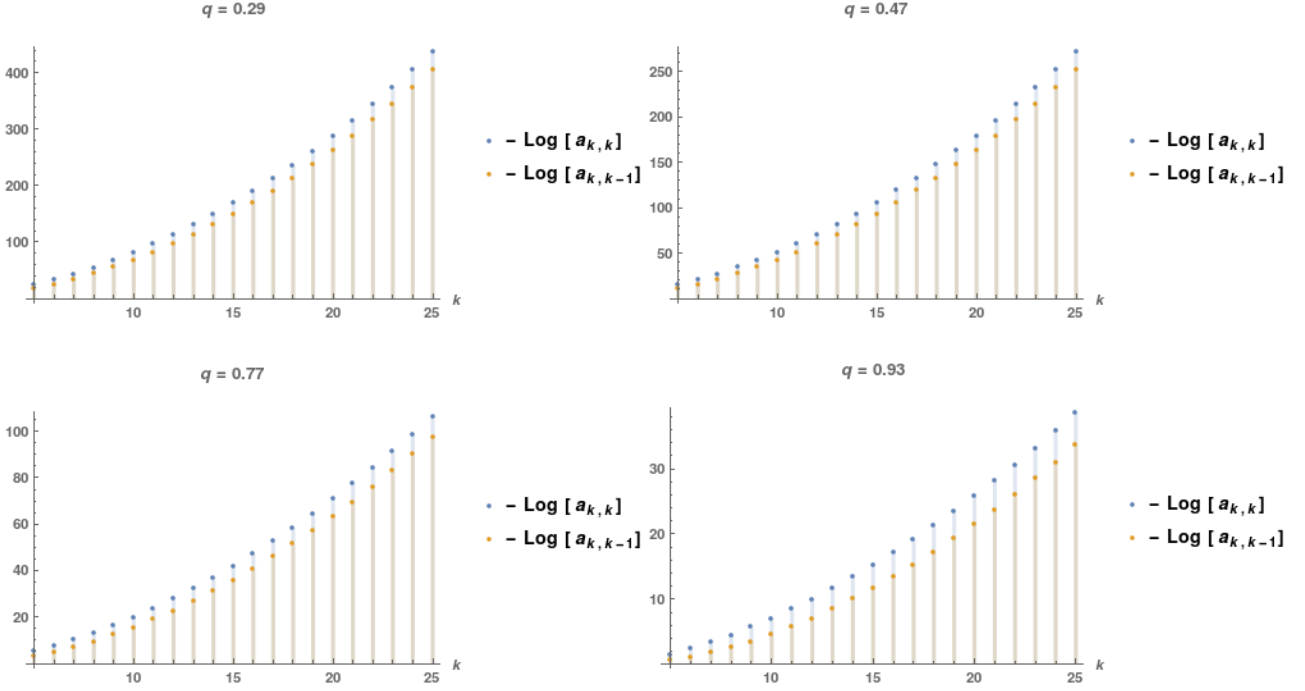 q = 0.29
400
300
200
100
10
15
20
25
k
− Log [ a_{k,k} ]
− Log [ a_{k,k−1} ]
q = 0.47
250
200
150
100
50
10
15
20
25
k
− Log [ a_{k,k} ]
− Log [ a_{k,k−1} ]
q = 0.77
100
80
60
40
20
10
15
20
25
k
− Log [ a_{k,k} ]
− Log [ a_{k,k−1} ]
q = 0.93
30
20
10
10
15
20
25
k
− Log [ a_{k,k} ]
− Log [ a_{k,k−1} ]